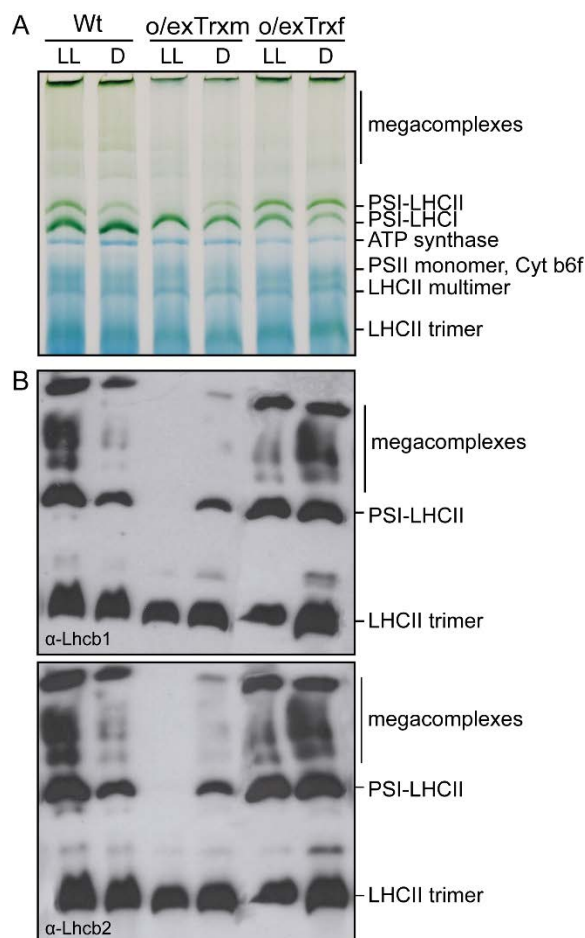 A
Wt o/exTrxm o/exTrxf
LL D LL D LL D
megacomplexes
PSI-LHCII
PSI-LHCI
ATP synthase
PSII monomer, Cyt b6f
LHCII multimer
LHCII trimer
B
megacomplexes
PSI-LHCII
LHCII trimer
α-Lhcb1
megacomplexes
PSI-LHCII
LHCII trimer
α-Lhcb2